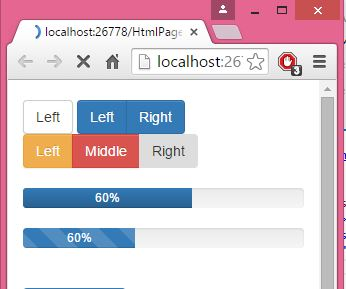 localhost:26778/HtmlPage
localhost:267
3
Left Left Right
Left Middle Right
60%
60%